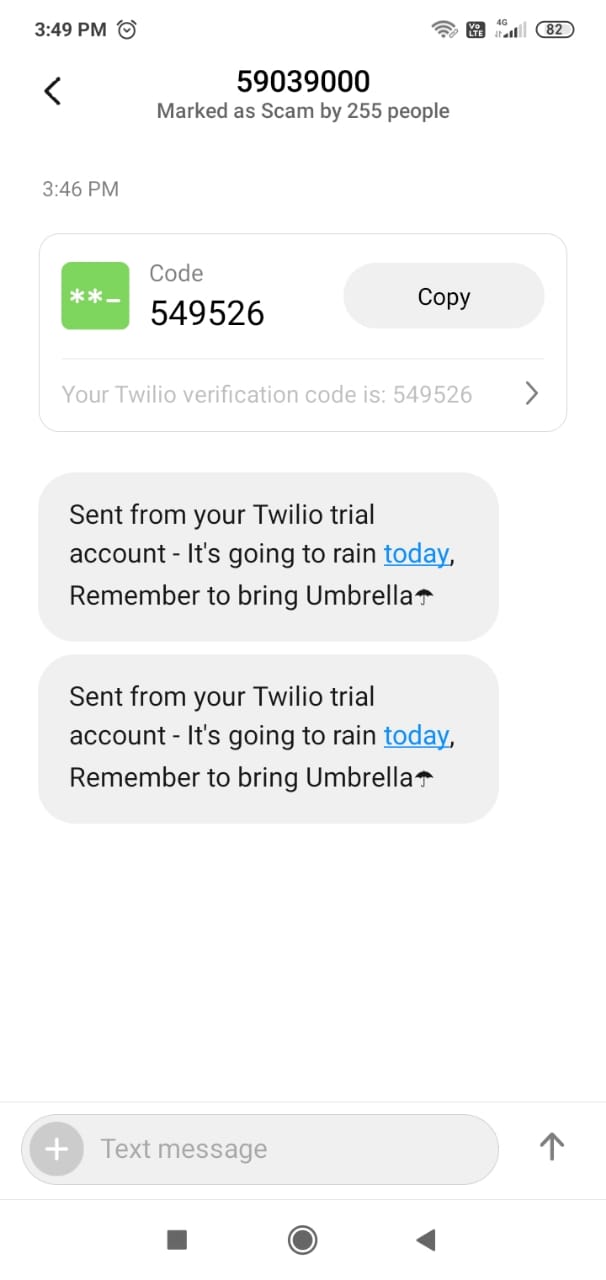 3:49 PM
Vo LTE
4G
82
59039000
Marked as Scam by 255 people
3:46 PM
**_
Code
549526
Copy
Your Twilio verification code is: 549526
Sent from your Twilio trial
account - It's going to rain today,
Remember to bring Umbrella☂
Sent from your Twilio trial
account - It's going to rain today,
Remember to bring Umbrella☂
Text message